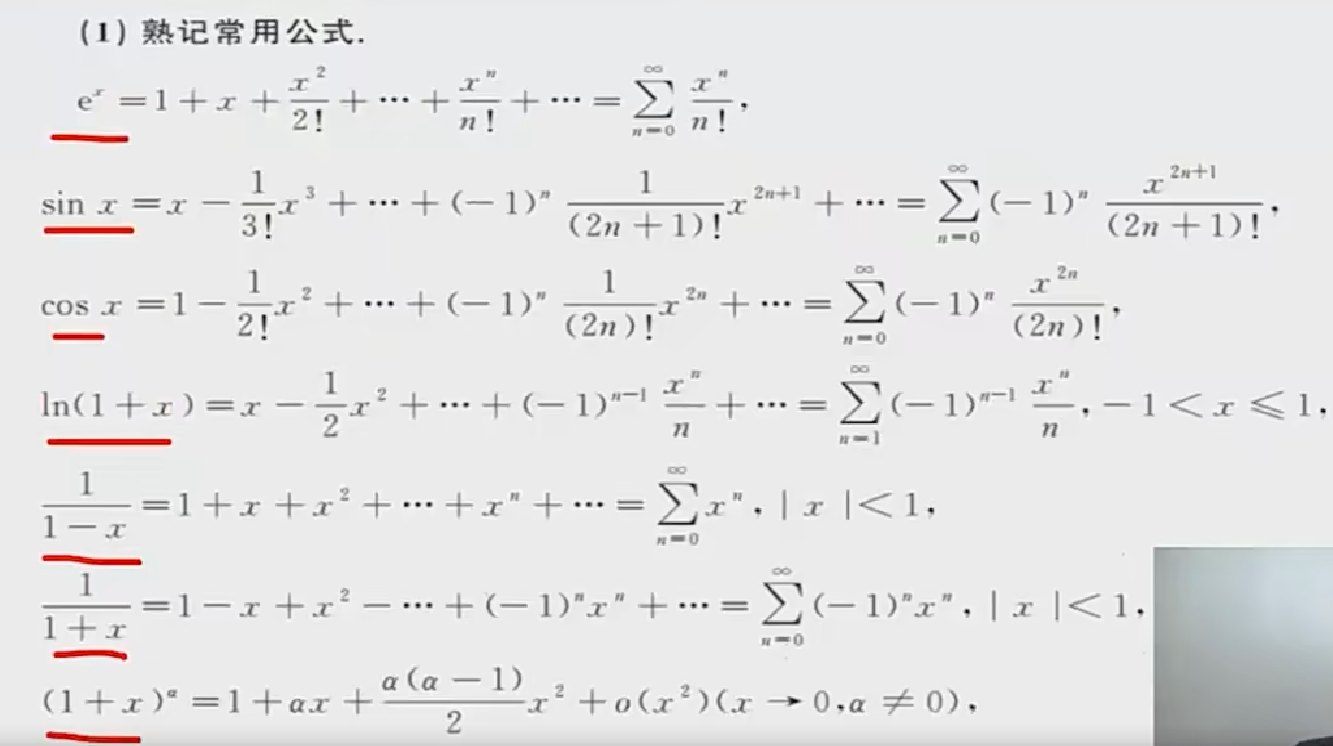 (1) 熟记常用公式.
e^x = 1 + x + x^2/2! + ⋯ + x^n/n! + ⋯ = ∑_{n=0}^{∞} x^n/n!,
sin x = x − 1/3! x^3 + ⋯ + (−1)^n 1/(2n+1)! x^{2n+1} + ⋯ = ∑_{n=0}^{∞} (−1)^n x^{2n+1}/(2n+1)!,
cos x = 1 − 1/2! x^2 + ⋯ + (−1)^n 1/(2n)! x^{2n} + ⋯ = ∑_{n=0}^{∞} (−1)^n x^{2n}/(2n)!,
ln(1+x) = x − 1/2 x^2 + ⋯ + (−1)^{n−1} x^n/n + ⋯ = ∑_{n=1}^{∞} (−1)^{n−1} x^n/n, −1 < x ⩽ 1,
1/(1−x) = 1 + x + x^2 + ⋯ + x^n + ⋯ = ∑_{n=0}^{∞} x^n, |x| < 1,
1/(1+x) = 1 − x + x^2 − ⋯ + (−1)^n x^n + ⋯ = ∑_{n=0}^{∞} (−1)^n x^n, |x| < 1,
(1+x)^α = 1 + αx + α(α−1)/2 x^2 + o(x^2)(x → 0, α ≠ 0),